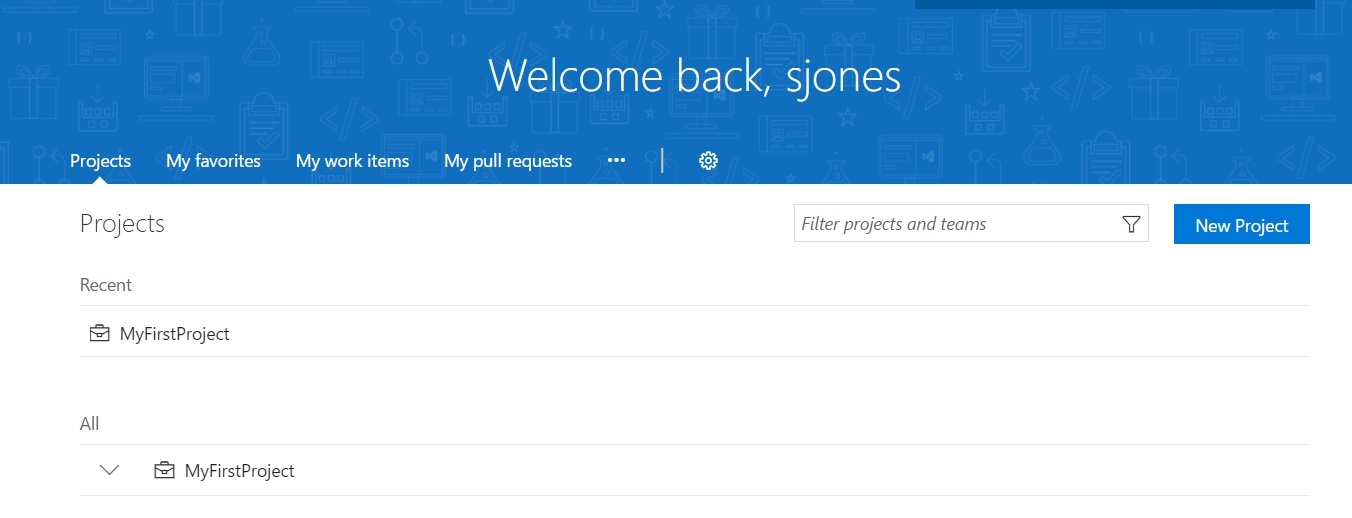 Welcome back, sjones
Projects My favorites My work items My pull requests ···
Projects Filter projects and teams New Project
Recent
MyFirstProject
All
MyFirstProject